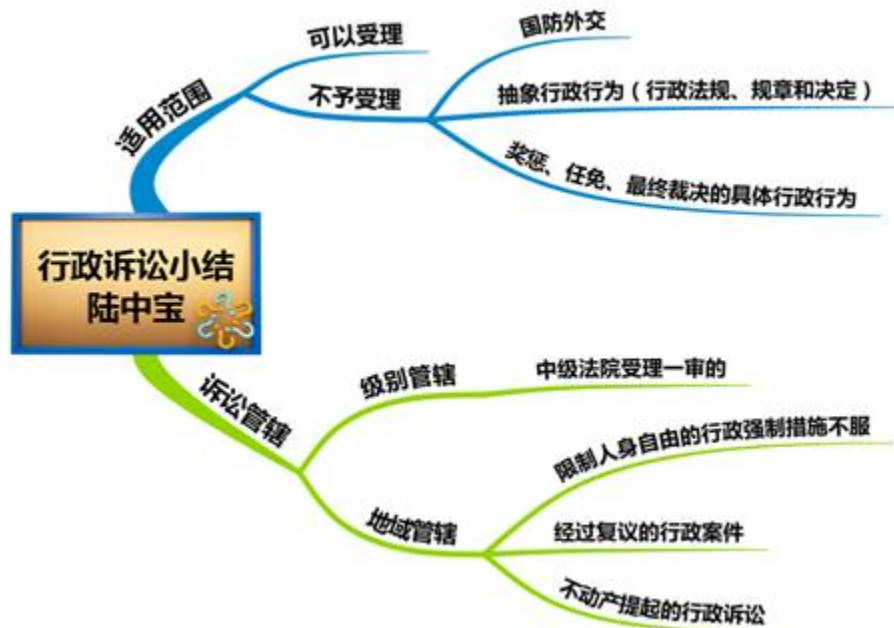 行政诉讼小结
陆中宝
适用范围
可以受理
不予受理
国防外交
抽象行政行为（行政法规、规章和决定）
奖惩、任免、最终裁决的具体行政行为
诉讼管辖
级别管辖
中级法院受理一审的
地域管辖
限制人身自由的行政强制措施不服
经过复议的行政案件
不动产提起的行政诉讼